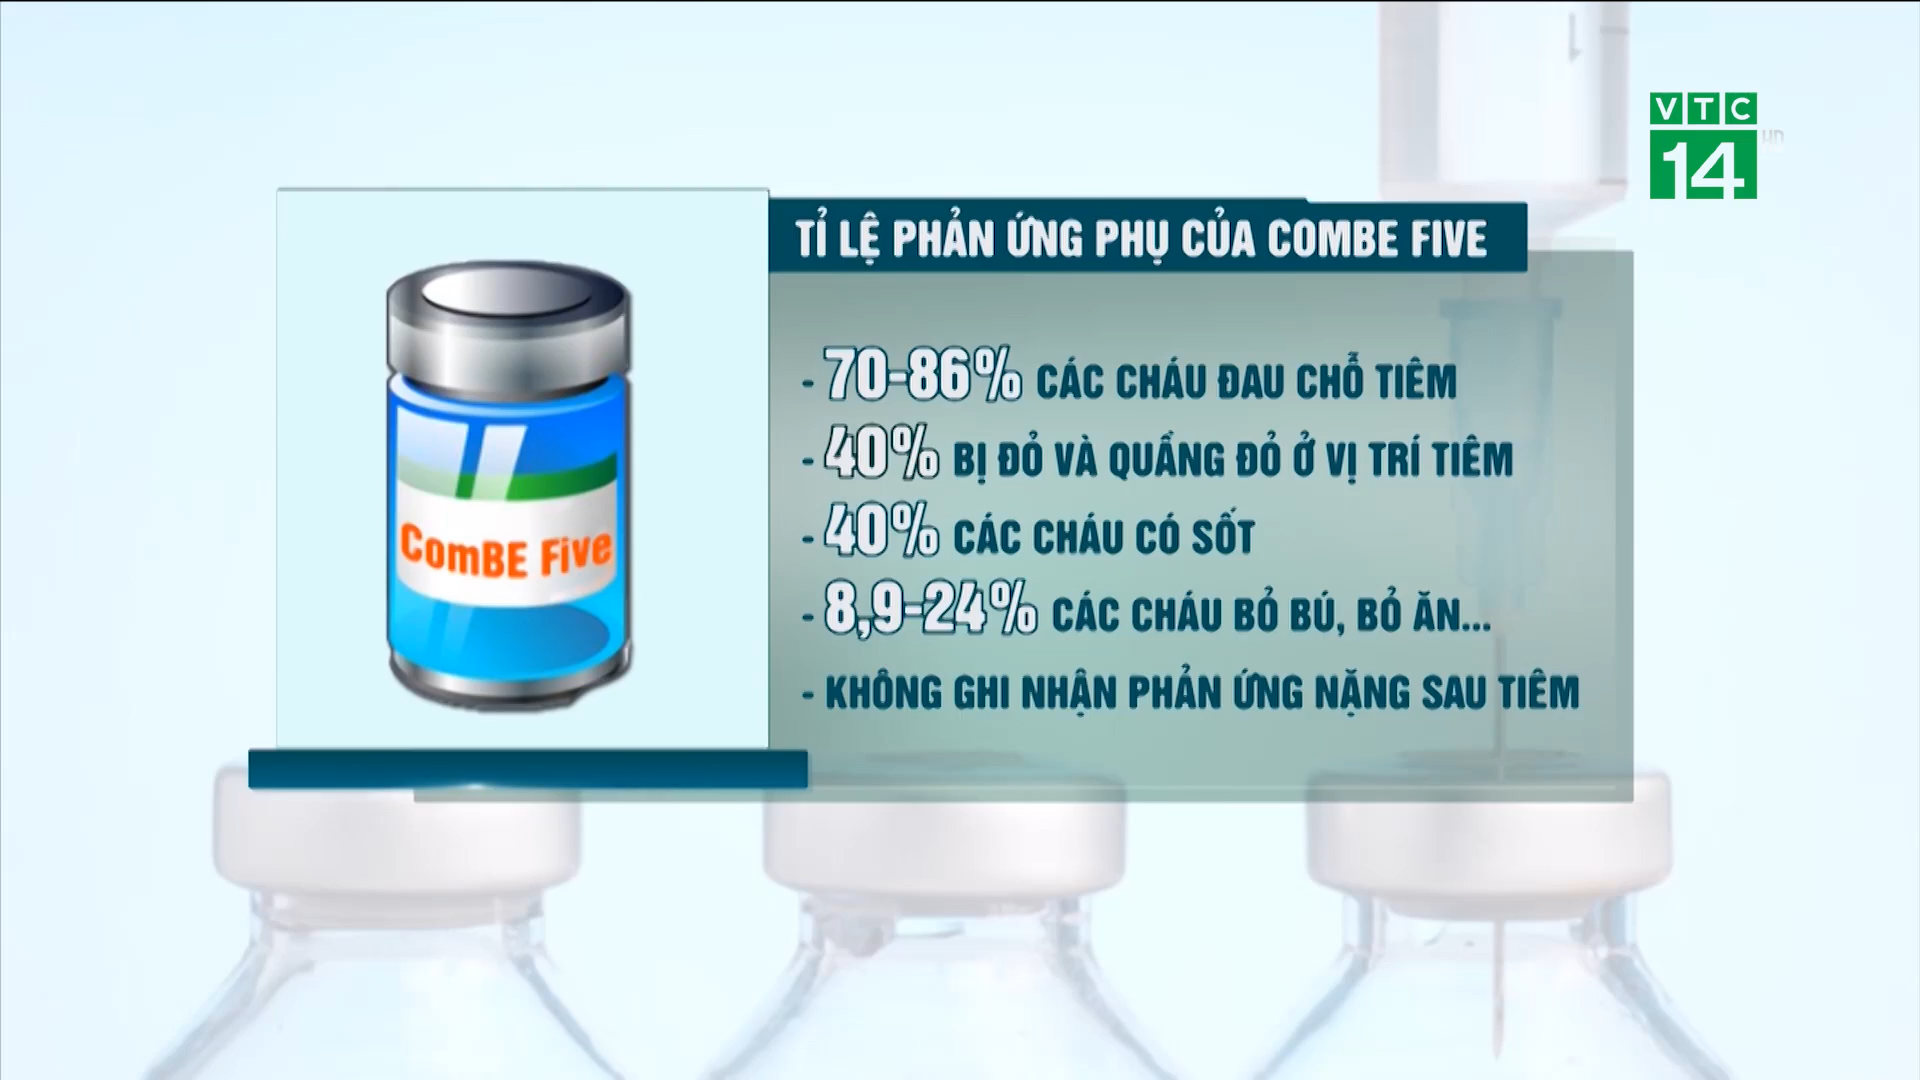 VTC
14
TỈ LỆ PHẢN ỨNG PHỤ CỦA COMBE FIVE
- 70-86% CÁC CHÁU ĐAU CHỖ TIÊM
- 40% BỊ ĐỎ VÀ QUẦNG ĐỎ Ở VỊ TRÍ TIÊM
- 40% CÁC CHÁU CÓ SỐT
- 8,9-24% CÁC CHÁU BỎ BÚ, BỎ ĂN...
- KHÔNG GHI NHẬN PHẢN ỨNG NẶNG SAU TIÊM
ComBE Five